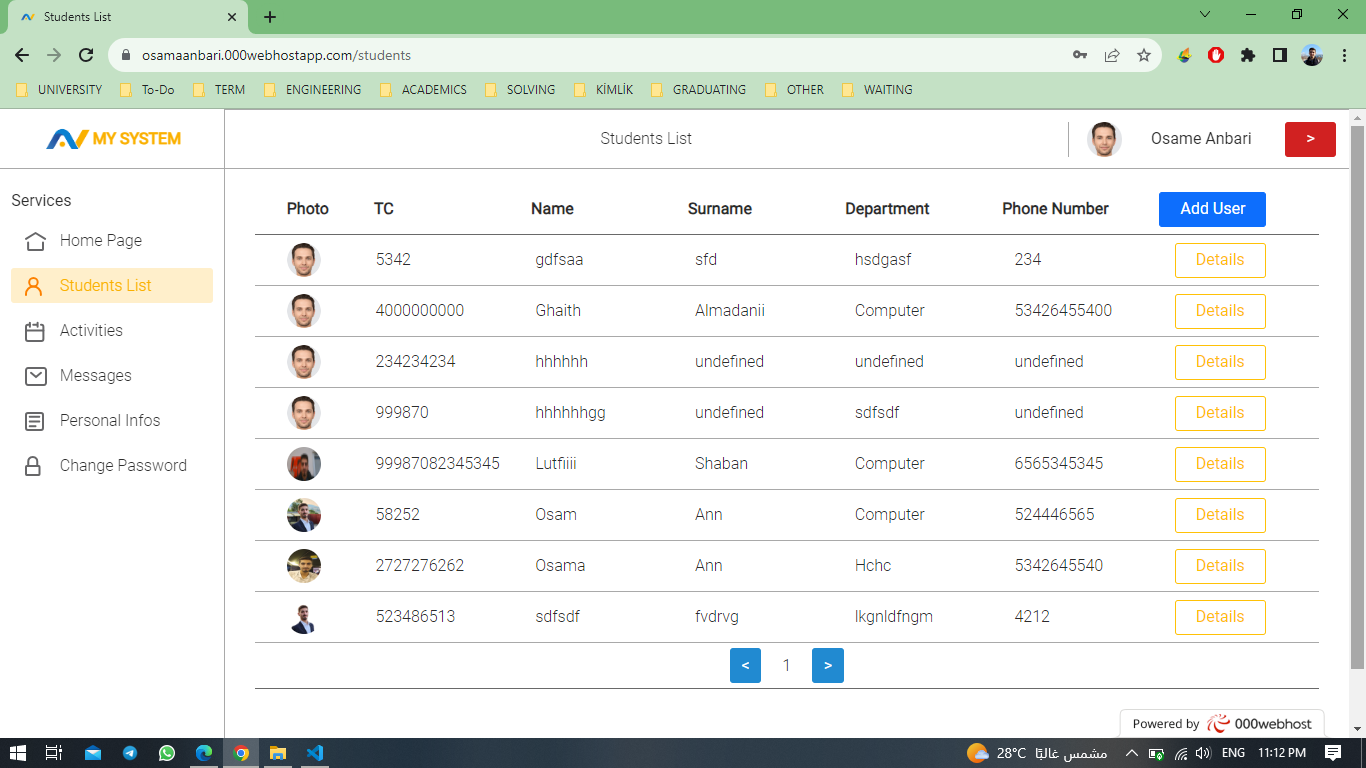 Students List
osamaanbari.000webhostapp.com/students
UNIVERSITY To-Do TERM ENGINEERING ACADEMICS SOLVING KİMLİK GRADUATING OTHER WAITING
MY SYSTEM Students List Osame Anbari >
Services
Home Page
Students List
Activities
Messages
Personal Infos
Change Password
Photo TC Name Surname Department Phone Number Add User
5342 gdfsaa sfd hsdgasf 234 Details
4000000000 Ghaith Almadanii Computer 53426455400 Details
234234234 hhhhhh undefined undefined undefined Details
999870 hhhhhhgg undefined sdfsdf undefined Details
99987082345345 Lutfiiii Shaban Computer 6565345345 Details
58252 Osam Ann Computer 524446565 Details
2727276262 Osama Ann Hchc 5342645540 Details
523486513 sdfsdf fvdrvg lkgnldfngm 4212 Details
< 1 >
Powered by 000webhost
28°C مشمس غالبًا ENG 11:12 PM